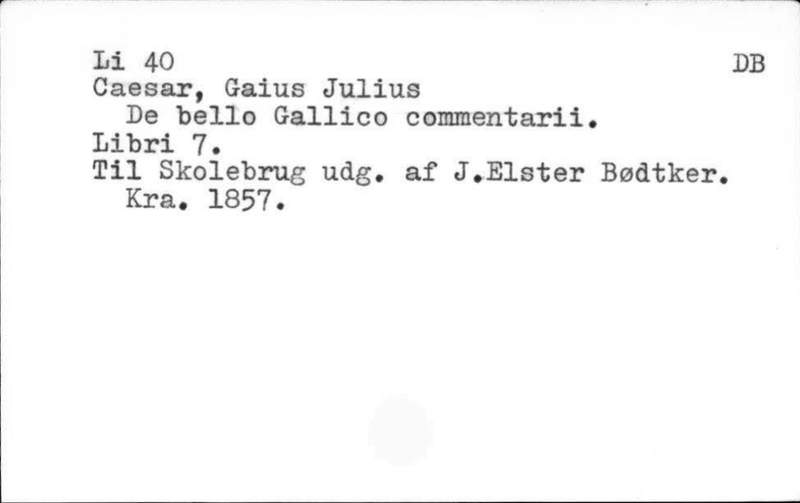 Li 40 DB
Caesar, Gaius Julius
De bello Gallico commentarii.
Libri 7.
Til Skolebrug udg. af J.Elster Bødtker.
Kra. 1857.